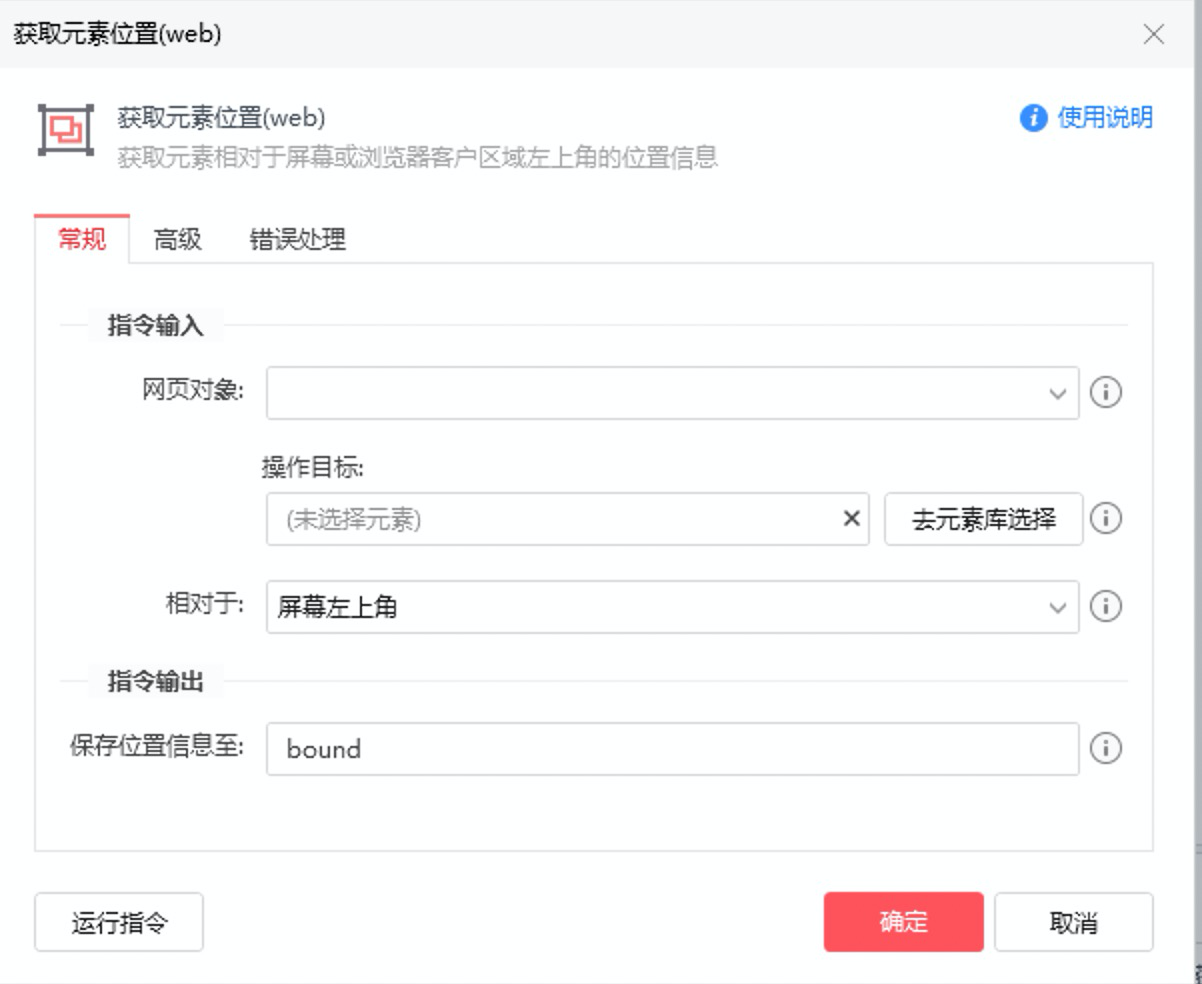 获取元素位置(web)
获取元素位置(web)
使用说明
获取元素相对于屏幕或浏览器客户区域左上角的位置信息
常规 高级 错误处理
指令输入
网页对象:
操作目标:
(未选择元素) 去元素库选择
相对于: 屏幕左上角
指令输出
保存位置信息至: bound
运行指令 确定 取消